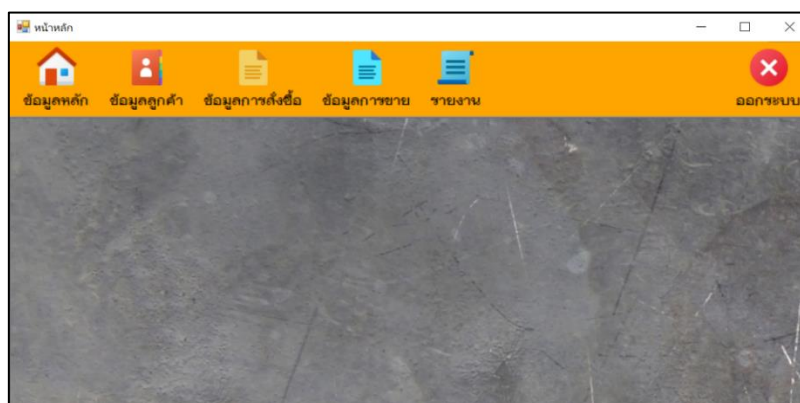 หน้าหลัก
ข้อมูลหลัก ข้อมูลลูกค้า ข้อมูลการสั่งซื้อ ข้อมูลการขาย รายงาน ออกระบบ